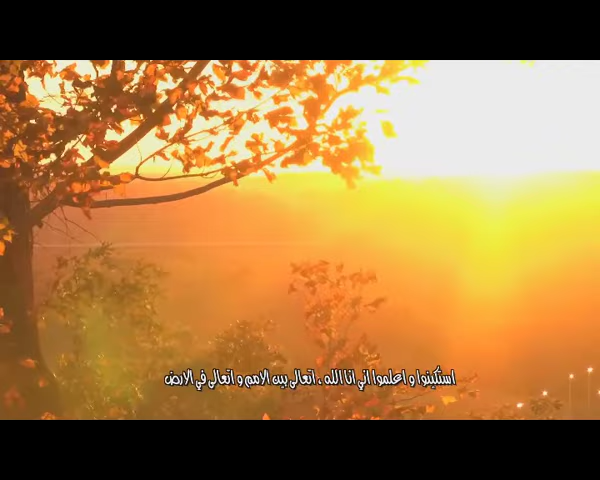 استكينوا و اعلموا اني انا الله ، اتعالى بين الامم و اتعالى في الارض